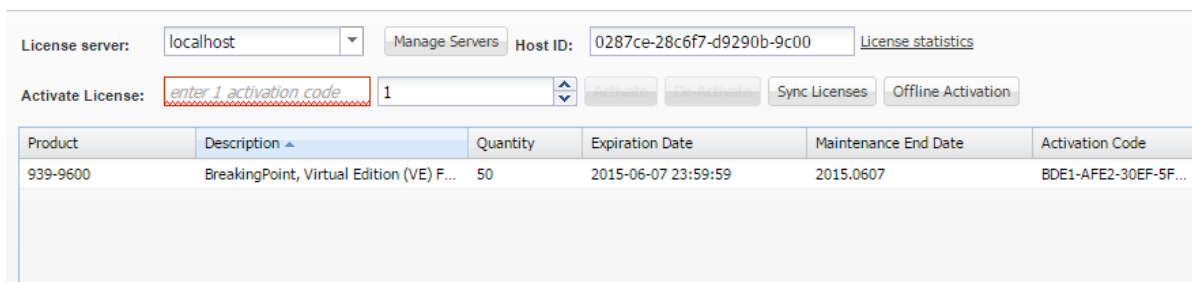 License server: localhost Manage Servers Host ID: 0287ce-28c6f7-d9290b-9c00 License statistics
Activate License: enter 1 activation code 1 Activate De-Activate Sync Licenses Offline Activation
Product Description Quantity Expiration Date Maintenance End Date Activation Code
939-9600 BreakingPoint, Virtual Edition (VE) F... 50 2015-06-07 23:59:59 2015.0607 BDE1-AFE2-30EF-5F...